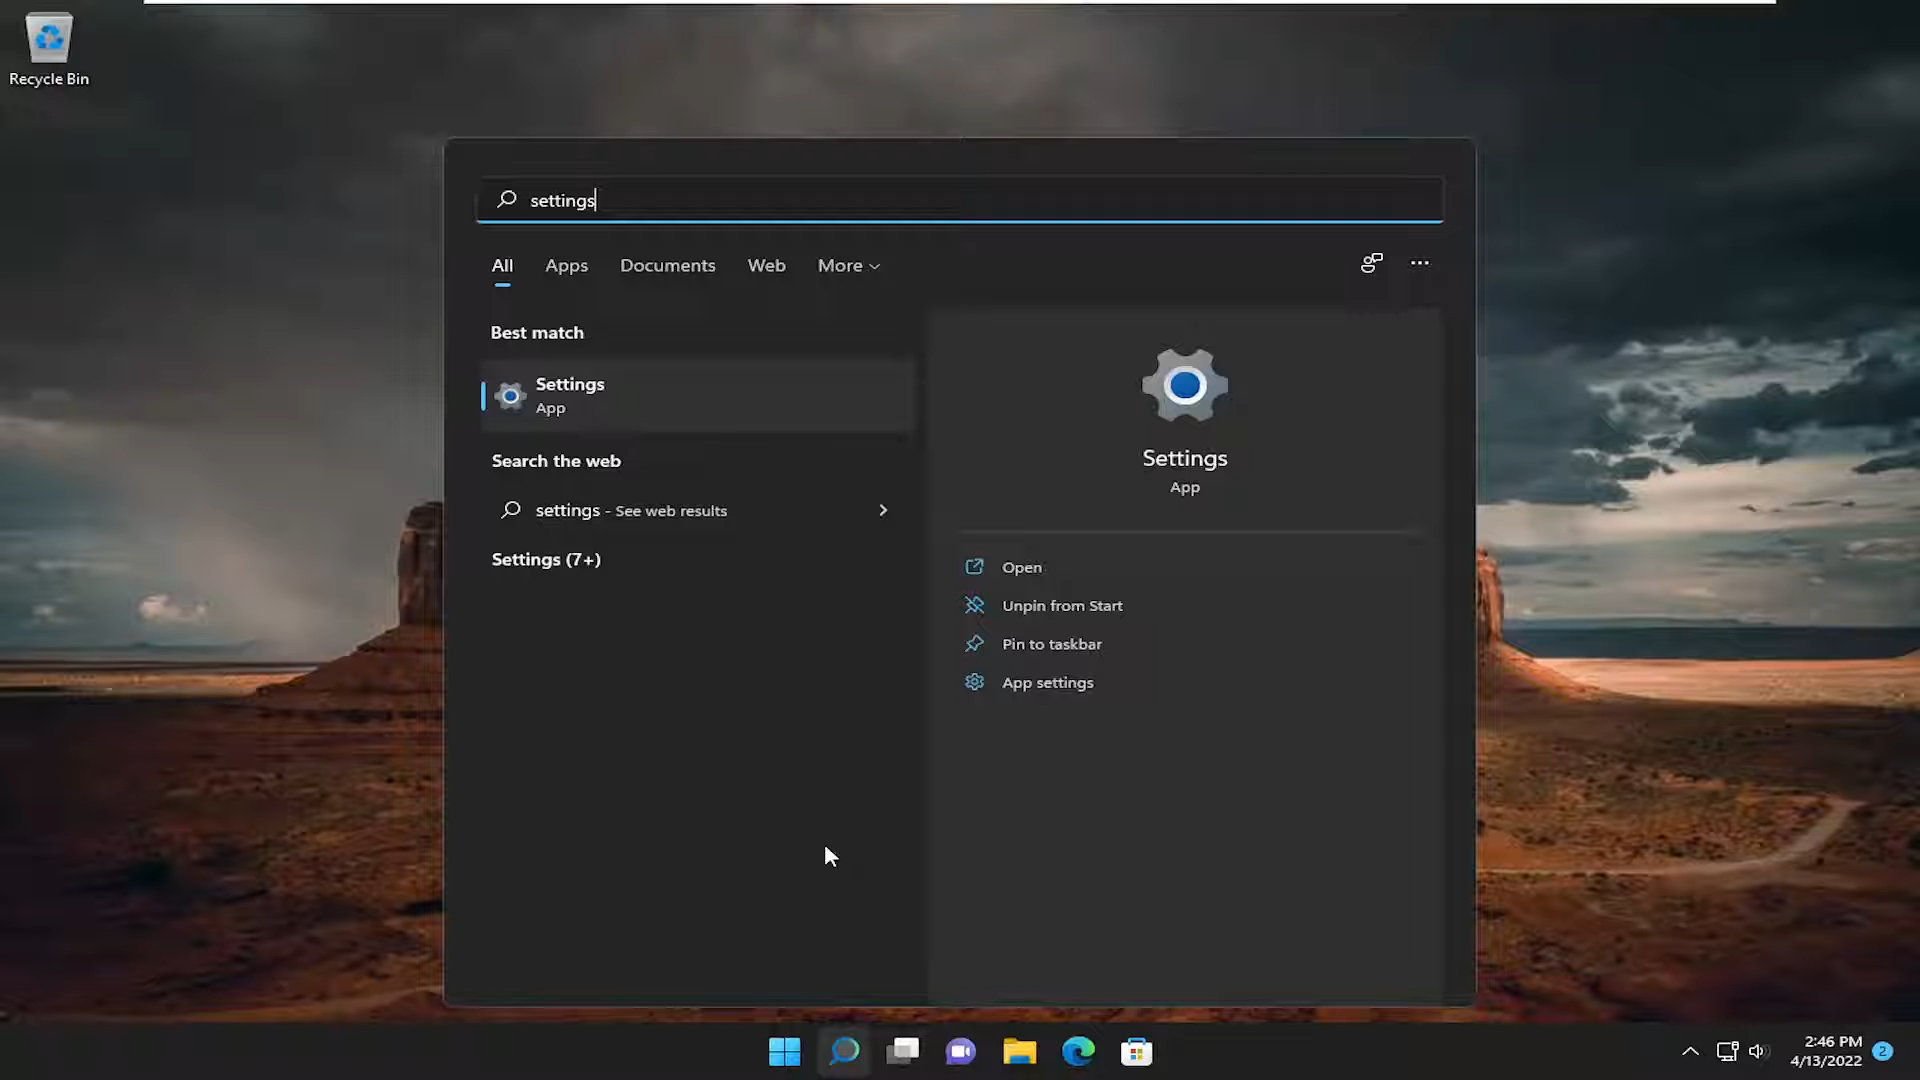 Recycle Bin
settings
All Apps Documents Web More
Best match
Settings
App
Search the web
settings - See web results
Settings (7+)
Settings
App
Open
Unpin from Start
Pin to taskbar
App settings
2:46 PM
4/13/2022
2